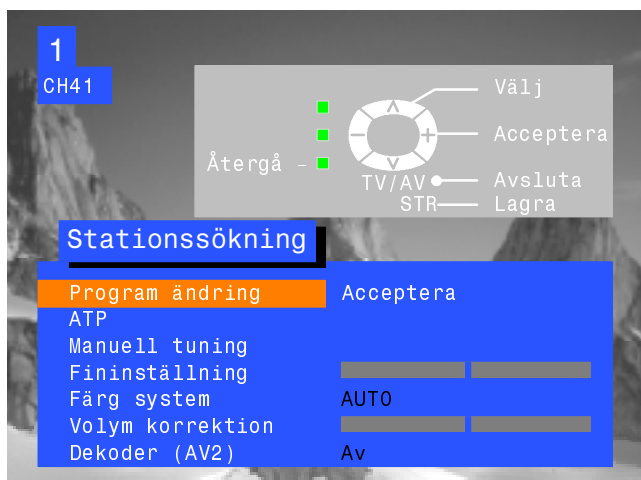 1
CH41
Välj
Acceptera
Återgå –
TV/AV Avsluta
STR Lagra
Stationssökning
Program ändring Acceptera
ATP
Manuell tuning
Fininställning
Färg system AUTO
Volym korrektion
Dekoder (AV2) Av